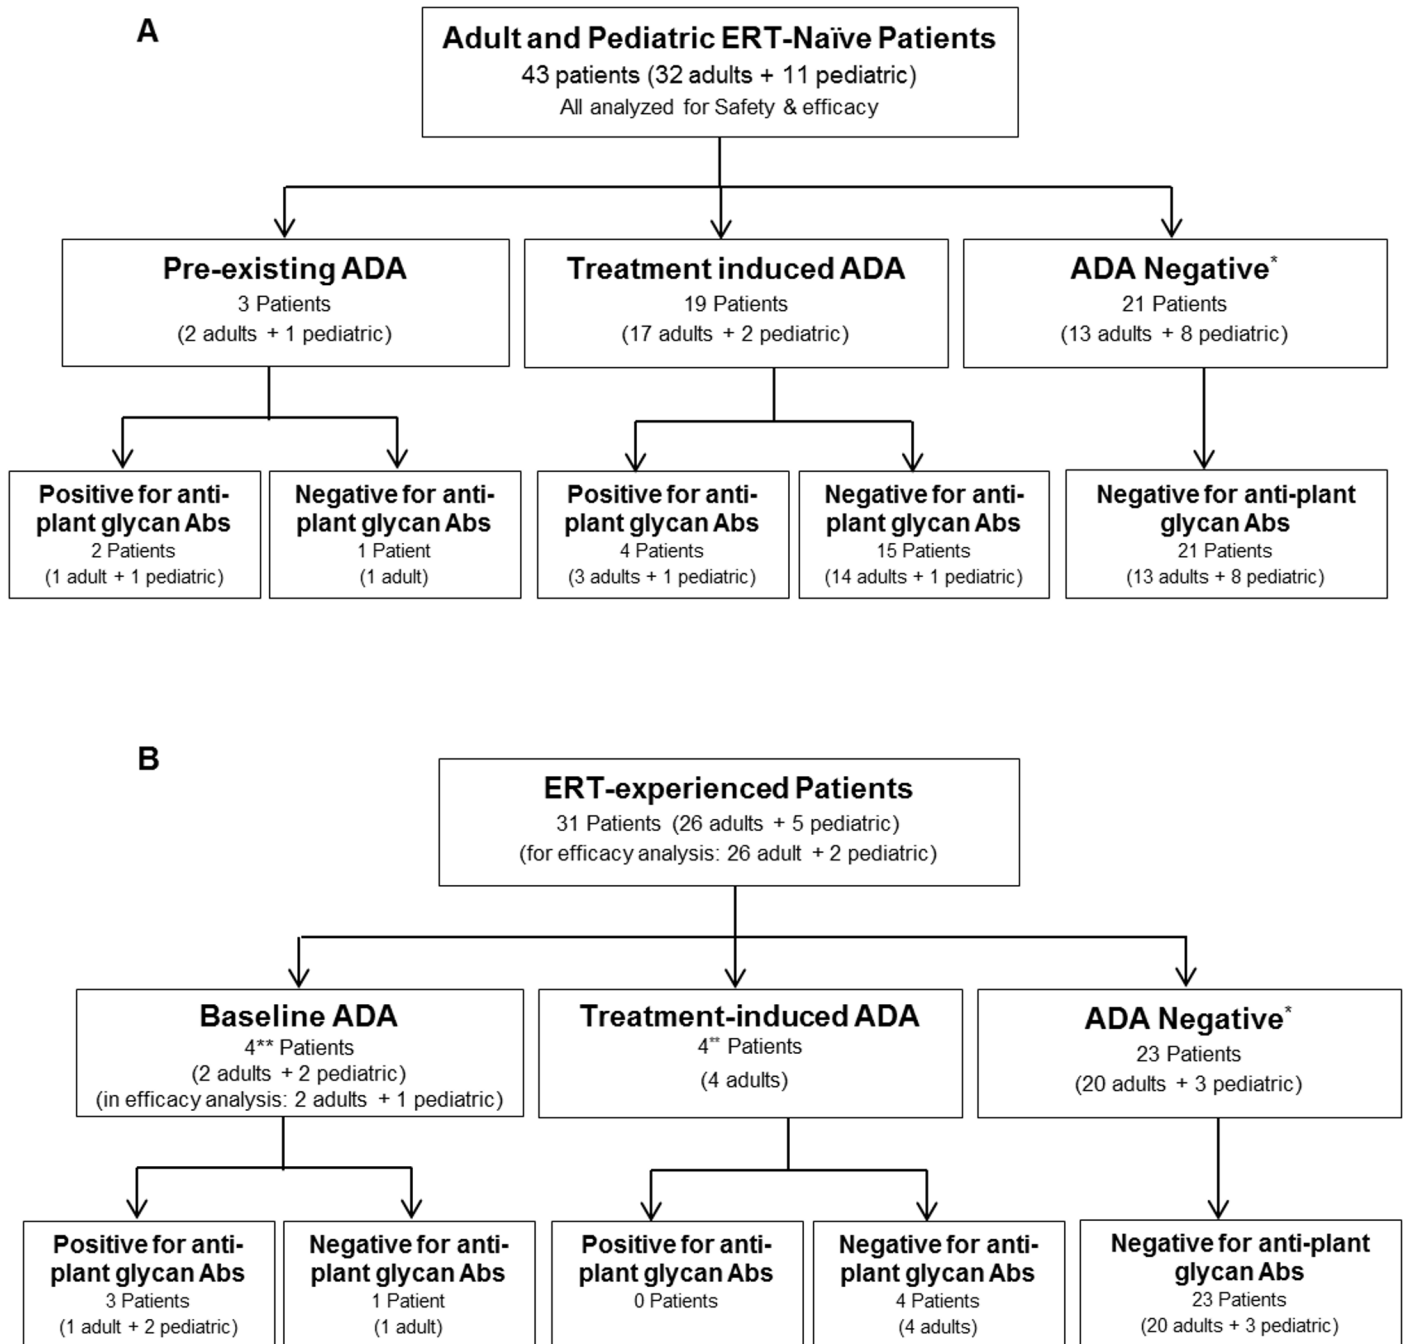 A
Adult and Pediatric ERT-Naïve Patients
43 patients (32 adults + 11 pediatric)
All analyzed for Safety & efficacy
Pre-existing ADA
3 Patients
(2 adults + 1 pediatric)
Treatment induced ADA
19 Patients
(17 adults + 2 pediatric)
ADA Negative*
21 Patients
(13 adults + 8 pediatric)
Positive for anti-
plant glycan Abs
2 Patients
(1 adult + 1 pediatric)
Negative for anti-
plant glycan Abs
1 Patient
(1 adult)
Positive for anti-
plant glycan Abs
4 Patients
(3 adults + 1 pediatric)
Negative for anti-
plant glycan Abs
15 Patients
(14 adults + 1 pediatric)
Negative for anti-plant
glycan Abs
21 Patients
(13 adults + 8 pediatric)
B
ERT-experienced Patients
31 Patients (26 adults + 5 pediatric)
(for efficacy analysis: 26 adult + 2 pediatric)
Baseline ADA
4** Patients
(2 adults + 2 pediatric)
(in efficacy analysis: 2 adults + 1 pediatric)
Treatment-induced ADA
4** Patients
(4 adults)
ADA Negative*
23 Patients
(20 adults + 3 pediatric)
Positive for anti-
plant glycan Abs
3 Patients
(1 adult + 2 pediatric)
Negative for anti-
plant glycan Abs
1 Patient
(1 adult)
Positive for anti-
plant glycan Abs
0 Patients
Negative for anti-
plant glycan Abs
4 Patients
(4 adults)
Negative for anti-plant
glycan Abs
23 Patients
(20 adults + 3 pediatric)